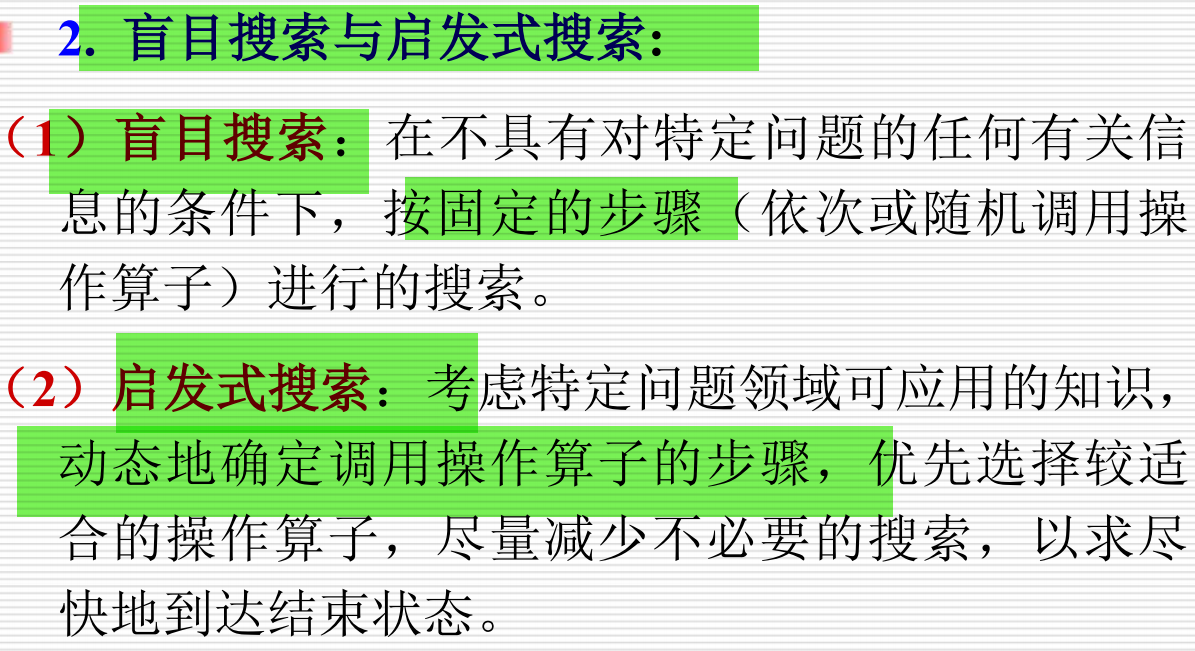 2. 盲目搜索与启发式搜索:
（1）盲目搜索：在不具有对特定问题的任何有关信
息的条件下，按固定的步骤（依次或随机调用操
作算子）进行的搜索。
（2）启发式搜索：考虑特定问题领域可应用的知识，
动态地确定调用操作算子的步骤，优先选择较适
合的操作算子，尽量减少不必要的搜索，以求尽
快地到达结束状态。